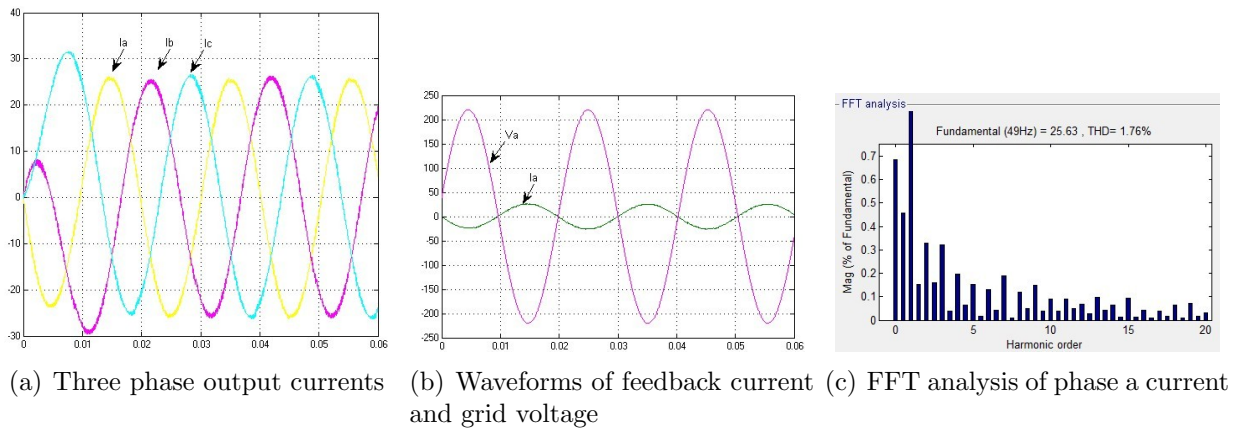 40
30
20
10
0
-10
-20
-30
0 0.01 0.02 0.03 0.04 0.05 0.06
Ia Ib Ic
250
200
150
100
50
0
-50
-100
-150
-200
-250
0 0.01 0.02 0.03 0.04 0.05 0.06
Va
Ia
FFT analysis
Fundamental (49Hz) = 25.63 , THD= 1.76%
0.7
0.6
0.5
0.4
0.3
0.2
0.1
0
0 5 10 15 20
Harmonic order
Mag (% of Fundamental)
(a) Three phase output currents
(b) Waveforms of feedback current
and grid voltage
(c) FFT analysis of phase a current